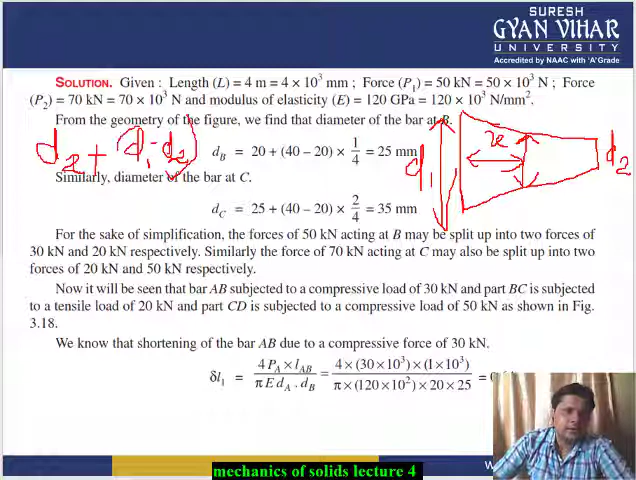 SURESH
GYAN VIHAR
UNIVERSITY
Accredited by NAAC with 'A' Grade
SOLUTION. Given : Length (L) = 4 m = 4 × 10³ mm ; Force (P₁) = 50 kN = 50 × 10³ N ; Force
(P₂) = 70 kN = 70 × 10³ N and modulus of elasticity (E) = 120 GPa = 120 × 10³ N/mm².
From the geometry of the figure, we find that diameter of the bar at B.
d_B = 20 + (40 – 20) × 1/4 = 25 mm
d₂ + (d₁-d₂)
x
d₁
d₂
Similarly, diameter of the bar at C.
d_C = 25 + (40 – 20) × 2/4 = 35 mm
For the sake of simplification, the forces of 50 kN acting at B may be split up into two forces of
30 kN and 20 kN respectively. Similarly the force of 70 kN acting at C may also be split up into two
forces of 20 kN and 50 kN respectively.
Now it will be seen that bar AB subjected to a compressive load of 30 kN and part BC is subjected
to a tensile load of 20 kN and part CD is subjected to a compressive load of 50 kN as shown in Fig.
3.18.
We know that shortening of the bar AB due to a compressive force of 30 kN.
δl₁ = 4 P_A × l_AB / π E d_A . d_B = 4 × (30 × 10³) × (1 × 10³) / π × (120 × 10²) × 20 × 25 =
mechanics of solids lecture 4